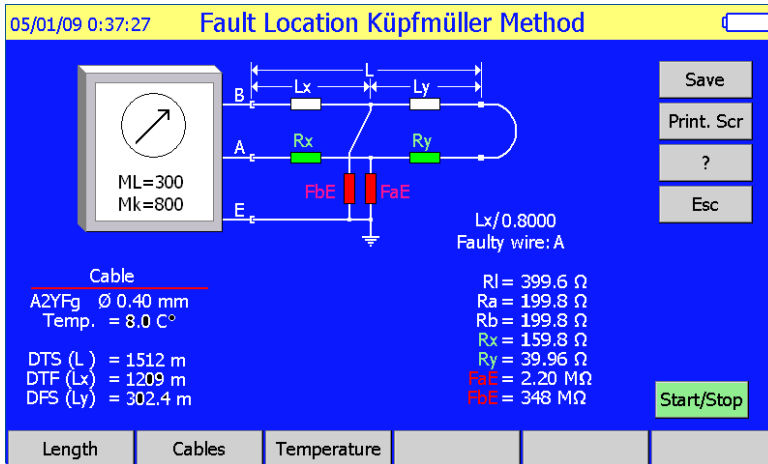 05/01/09 0:37:27 Fault Location Küpfmüller Method
L
Lx Ly
B
Rx Ry
A
ML=300
Mk=800
FbE FaE
E
Save
Print. Scr
?
Esc
Lx/0.8000
Faulty wire: A
Cable
A2YFg Ø 0.40 mm
Temp. = 8.0 C°
DTS (L ) = 1512 m
DTF (Lx) = 1209 m
DFS (Ly) = 302.4 m
Rl = 399.6 Ω
Ra = 199.8 Ω
Rb = 199.8 Ω
Rx = 159.8 Ω
Ry = 39.96 Ω
FaE = 2.20 MΩ
FbE = 348 MΩ
Start/Stop
Length Cables Temperature